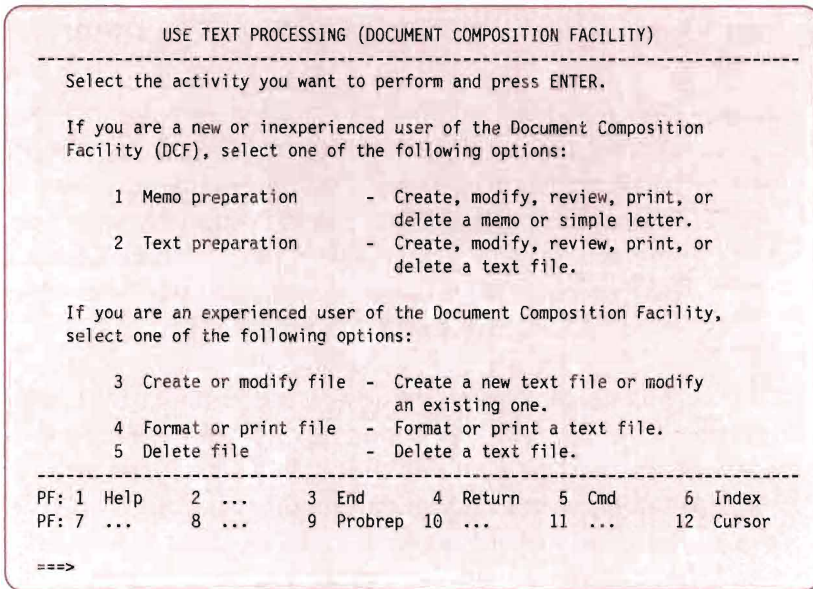 USE TEXT PROCESSING (DOCUMENT COMPOSITION FACILITY)
Select the activity you want to perform and press ENTER.
If you are a new or inexperienced user of the Document Composition
Facility (DCF), select one of the following options:
1 Memo preparation - Create, modify, review, print, or
delete a memo or simple letter.
2 Text preparation - Create, modify, review, print, or
delete a text file.
If you are an experienced user of the Document Composition Facility,
select one of the following options:
3 Create or modify file - Create a new text file or modify
an existing one.
4 Format or print file - Format or print a text file.
5 Delete file - Delete a text file.
PF: 1 Help 2 ... 3 End 4 Return 5 Cmd 6 Index
PF: 7 ... 8 ... 9 Probrep 10 ... 11 ... 12 Cursor
===>